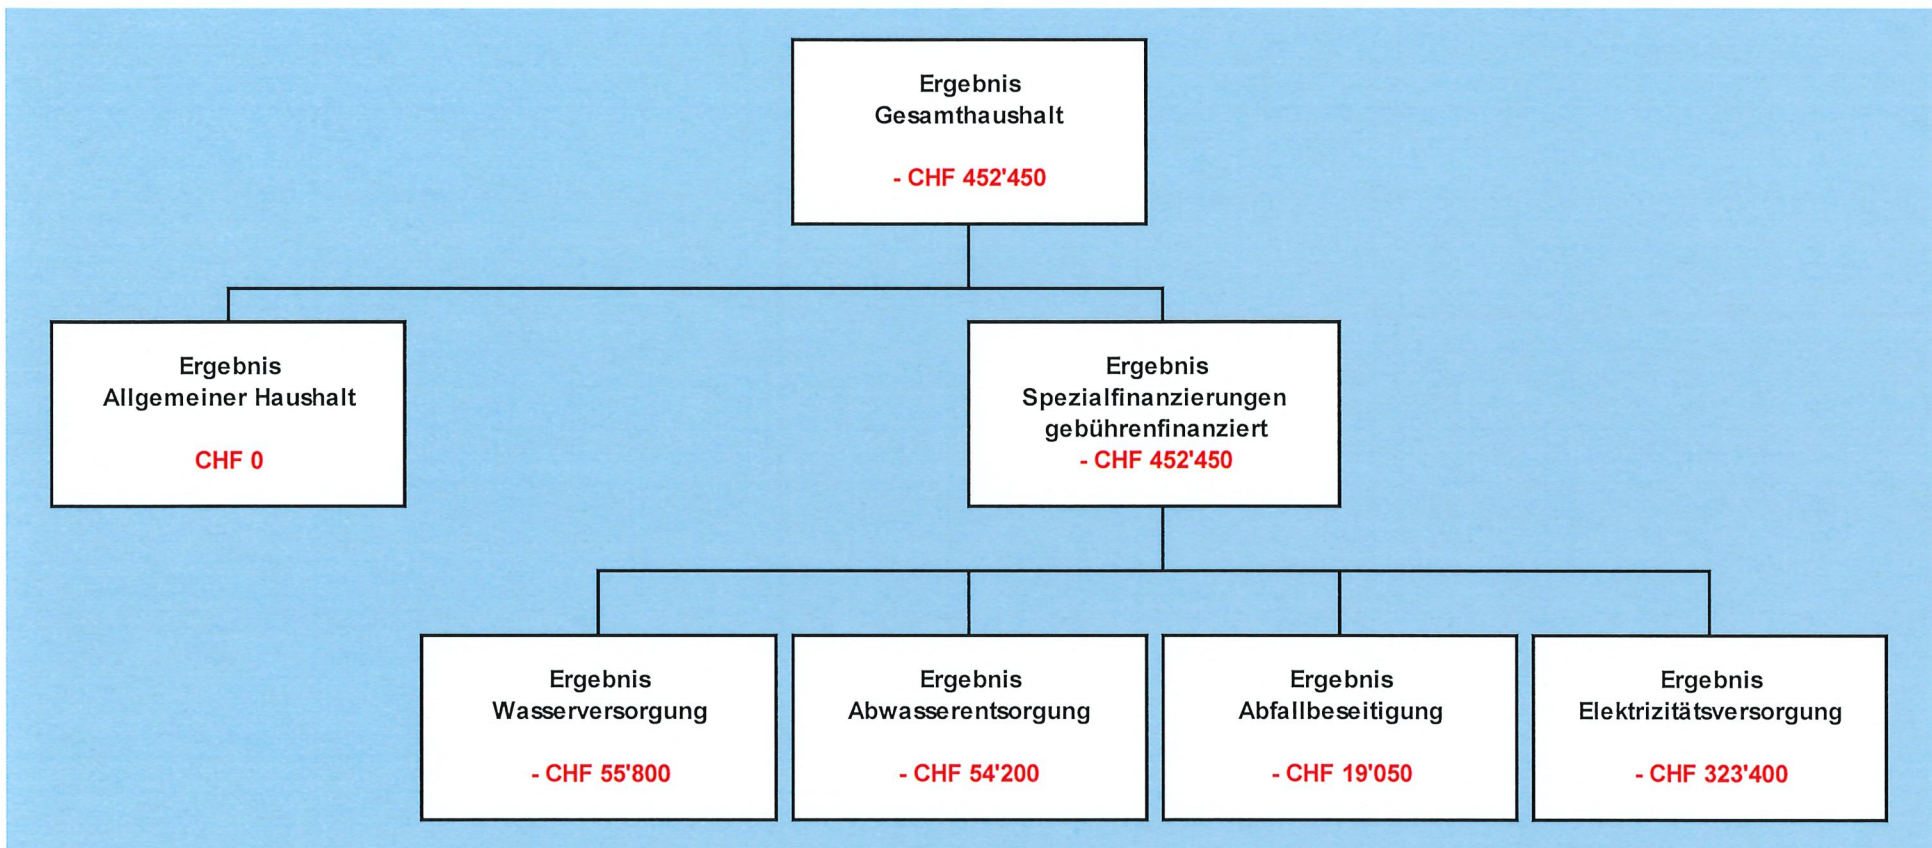 Ergebnis
Gesamthaushalt
- CHF 452'450
Ergebnis
Allgemeiner Haushalt
CHF 0
Ergebnis
Spezialfinanzierungen
gebührenfinanziert
- CHF 452'450
Ergebnis
Wasserversorgung
- CHF 55'800
Ergebnis
Abwasserentsorgung
- CHF 54'200
Ergebnis
Abfallbeseitigung
- CHF 19'050
Ergebnis
Elektrizitätsversorgung
- CHF 323'400